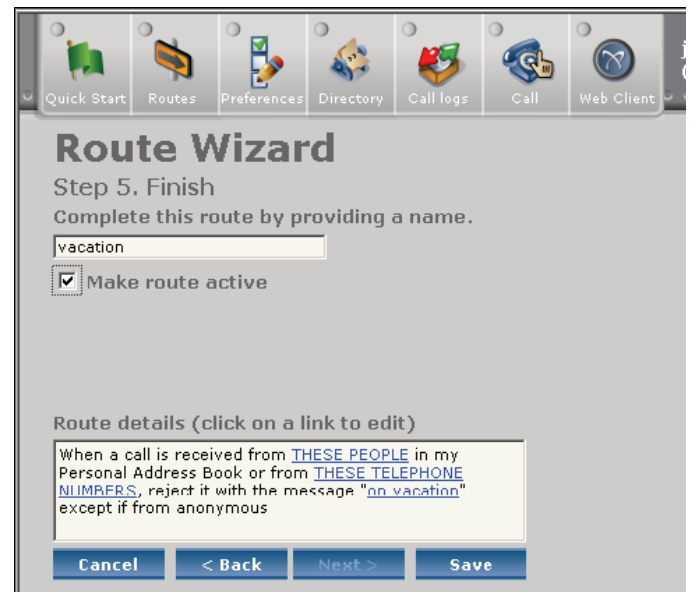 Quick Start Routes Preferences Directory Call logs Call Web Client
Route Wizard
Step 5. Finish
Complete this route by providing a name.
vacation
Make route active
Route details (click on a link to edit)
When a call is received from THESE PEOPLE in my
Personal Address Book or from THESE TELEPHONE
NUMBERS, reject it with the message "on vacation"
except if from anonymous
Cancel < Back Next > Save